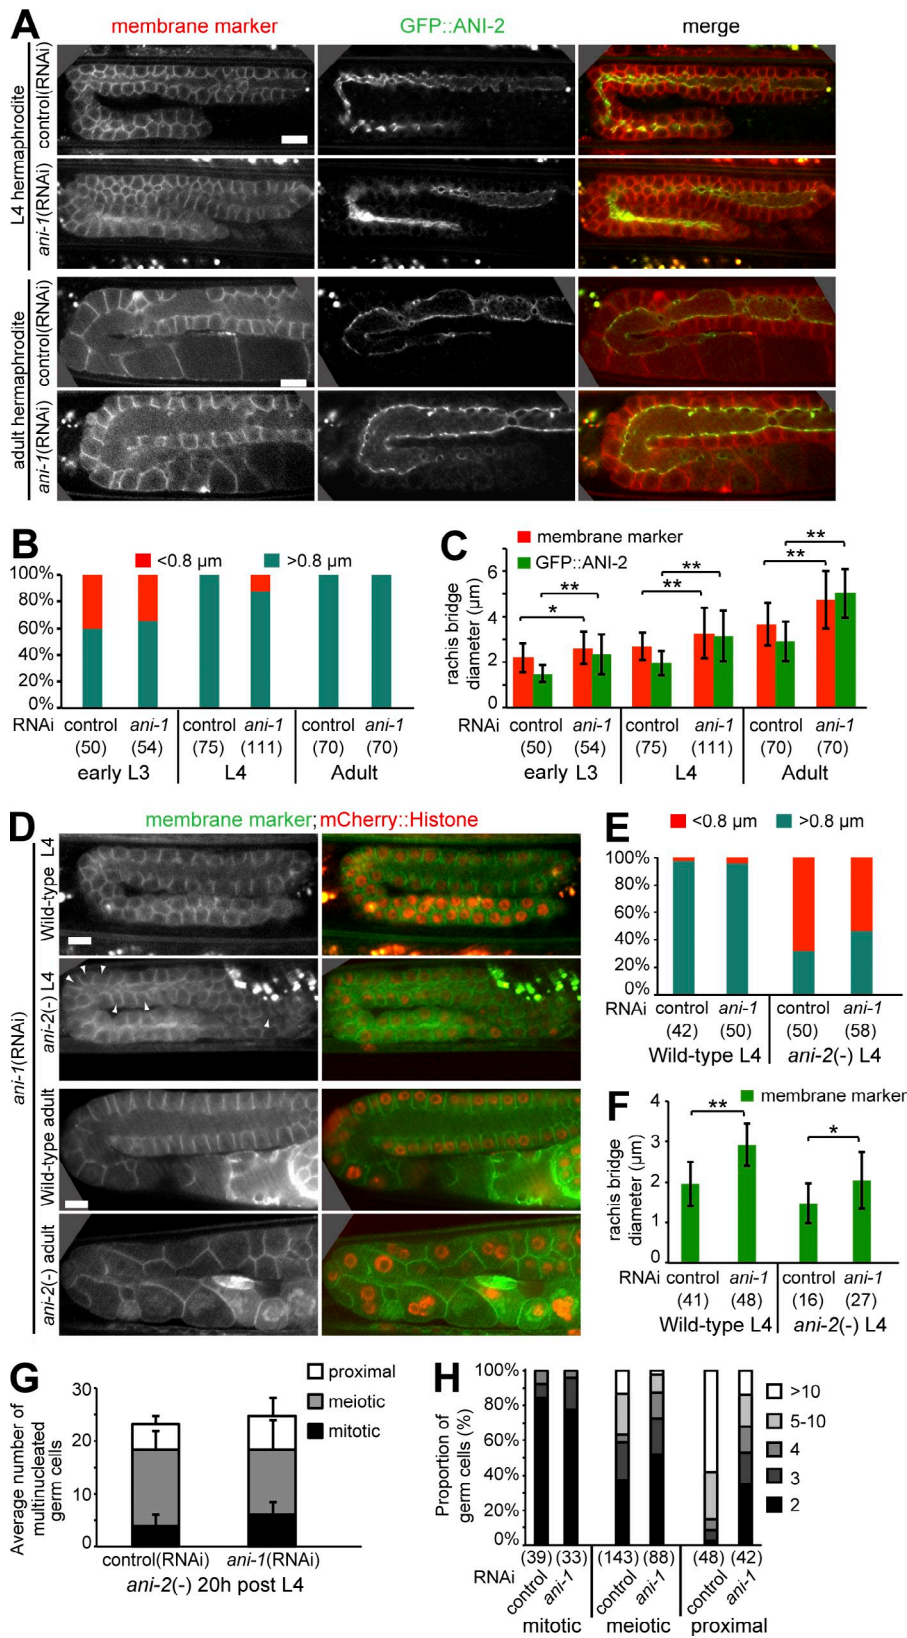 A
membrane marker
GFP::ANI-2
merge
L4 hermaphrodite
control(RNAi)
ani-1(RNAi)
adult hermaphrodite
control(RNAi)
ani-1(RNAi)
B
<0.8 µm
>0.8 µm
100%
80%
60%
40%
20%
0%
RNAi
control
ani-1
control
ani-1
control
ani-1
(50)
(54)
(75)
(111)
(70)
(70)
early L3
L4
Adult
C
membrane marker
GFP::ANI-2
rachis bridge
diameter (µm)
6
4
2
0
*
**
**
**
**
**
RNAi
control
ani-1
control
ani-1
control
ani-1
(50)
(54)
(75)
(111)
(70)
(70)
early L3
L4
Adult
D
membrane marker;mCherry::Histone
ani-1(RNAi)
Wild-type L4
ani-2(-) L4
Wild-type adult
ani-2(-) adult
E
<0.8 µm
>0.8 µm
100%
80%
60%
40%
20%
0%
RNAi
control
ani-1
control
ani-1
(42)
(50)
(50)
(58)
Wild-type L4
ani-2(-) L4
F
membrane marker
rachis bridge
diameter (µm)
4
3
2
1
0
**
*
RNAi
control
ani-1
control
ani-1
(41)
(48)
(16)
(27)
Wild-type L4
ani-2(-) L4
G
Average number of
multinucleated
germ cells
30
20
10
0
proximal
meiotic
mitotic
control(RNAi)
ani-1(RNAi)
ani-2(-) 20h post L4
H
Proportion of
germ cells (%)
100%
80%
60%
40%
20%
0%
>10
5-10
4
3
2
(39)
(33)
(143)
(88)
(48)
(42)
RNAi
control
ani-1
control
ani-1
control
ani-1
mitotic
meiotic
proximal